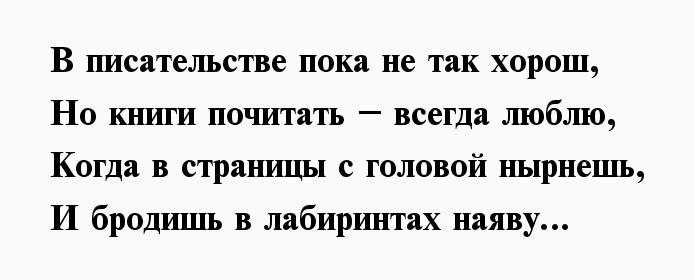 В писательстве пока не так хорош,
Но книги почитать – всегда люблю,
Когда в страницы с головой нырнешь,
И бродишь в лабиринтах наяву...